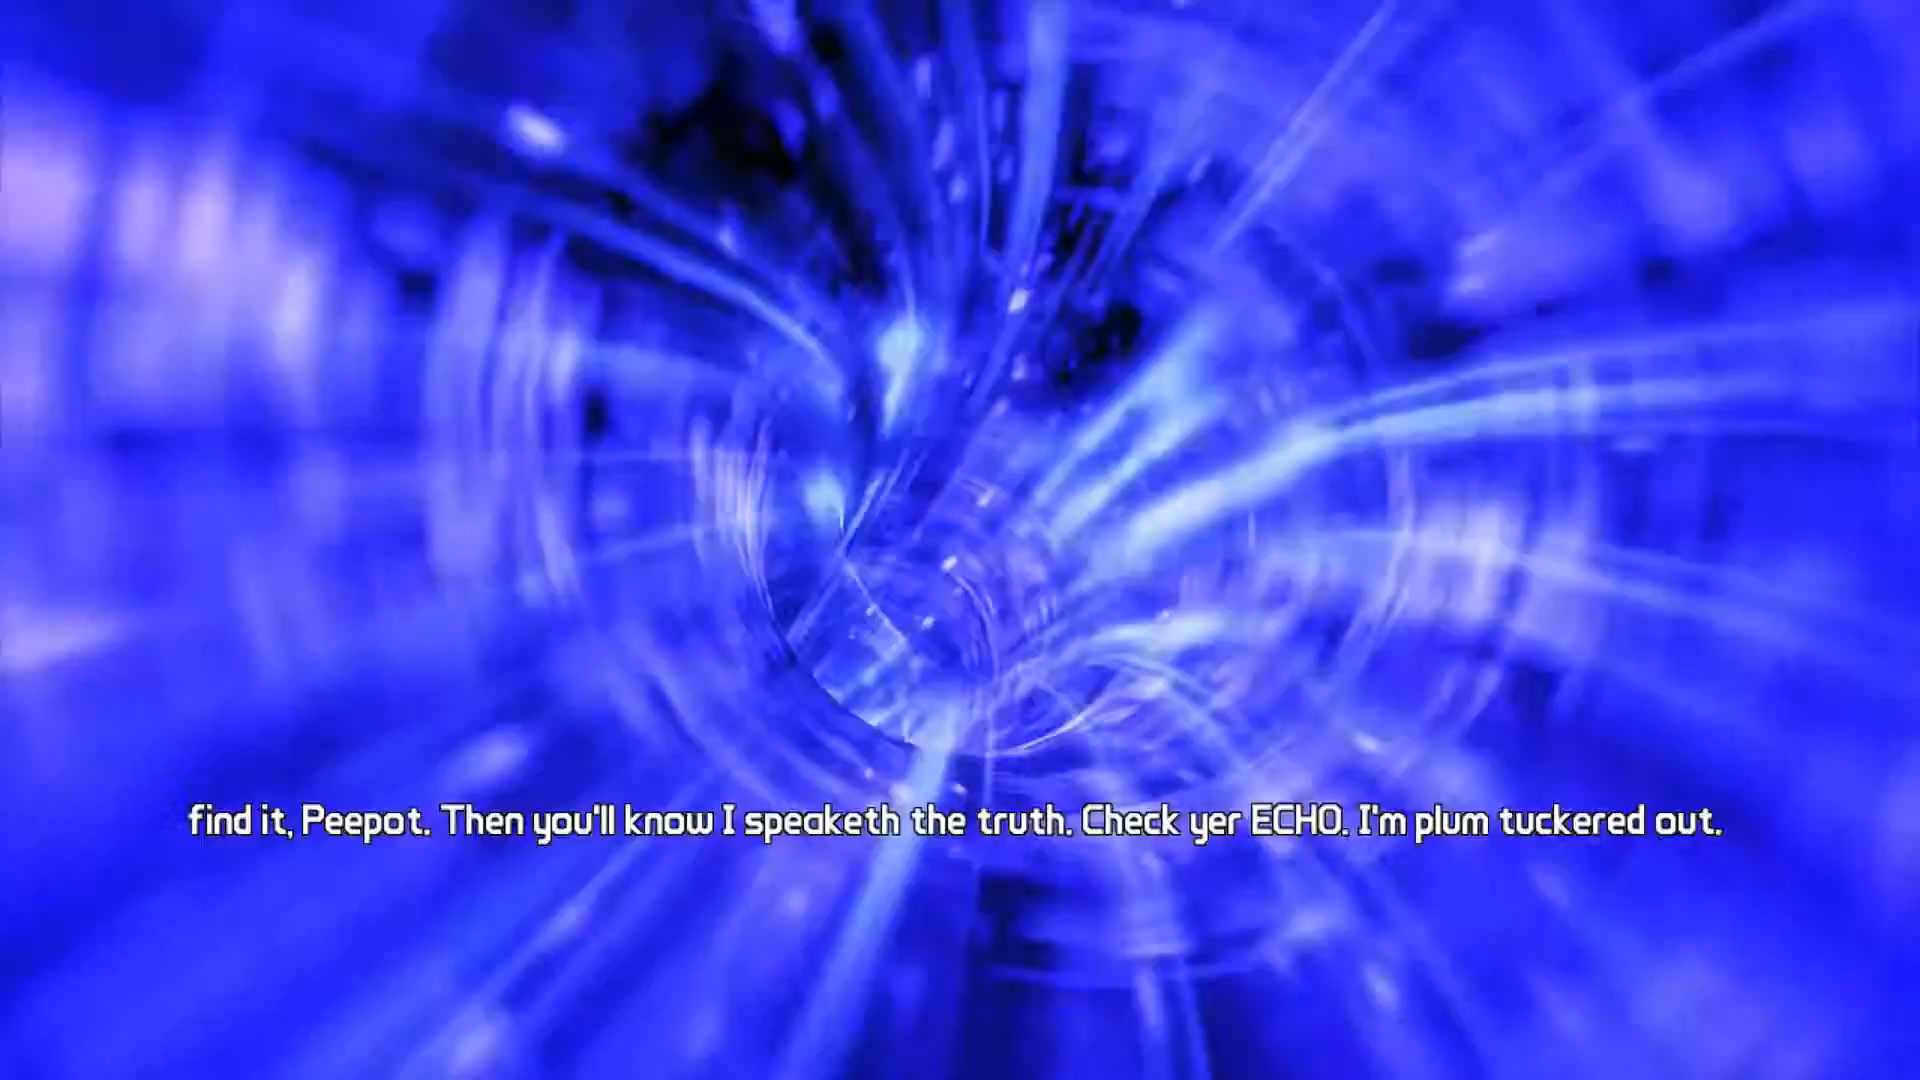 find it, Peepot. Then you'll know I speaketh the truth. Check yer ECHO. I'm plum tuckered out.